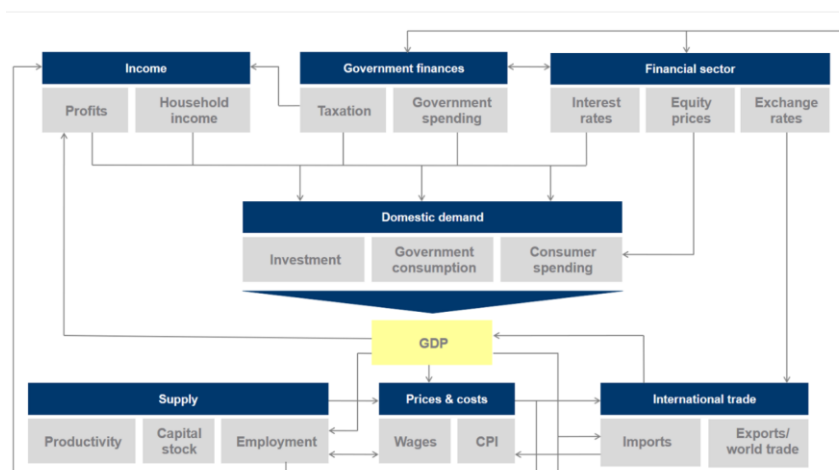 Income
Government finances
Financial sector
Profits
Household
income
Taxation
Government
spending
Interest
rates
Equity
prices
Exchange
rates
Domestic demand
Investment
Government
consumption
Consumer
spending
GDP
Supply
Prices & costs
International trade
Productivity
Capital
stock
Employment
Wages
CPI
Imports
Exports/
world trade